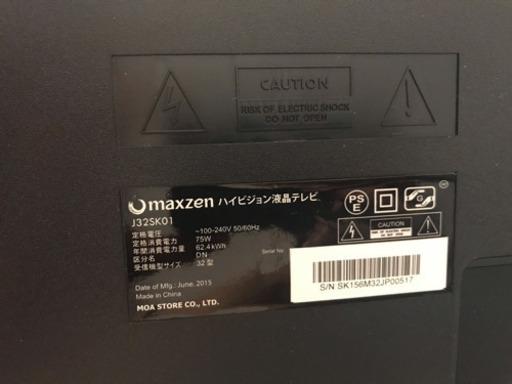 CAUTION
RISK OF ELECTRIC SHOCK
DO NOT OPEN
maxzen ハイビジョン液晶テレビ
J32SK01
定格電圧 ~100-240V 50/60Hz
定格消費電力 75W
年間消費電力量 62.4kWh
区分名 DN
受信機型サイズ 32型
Date of Mfg.: June. 2015
Made in China
MOA STORE CO., LTD.
PS
E
CAUTION
Serial No.
S/N SK156M32JP00517